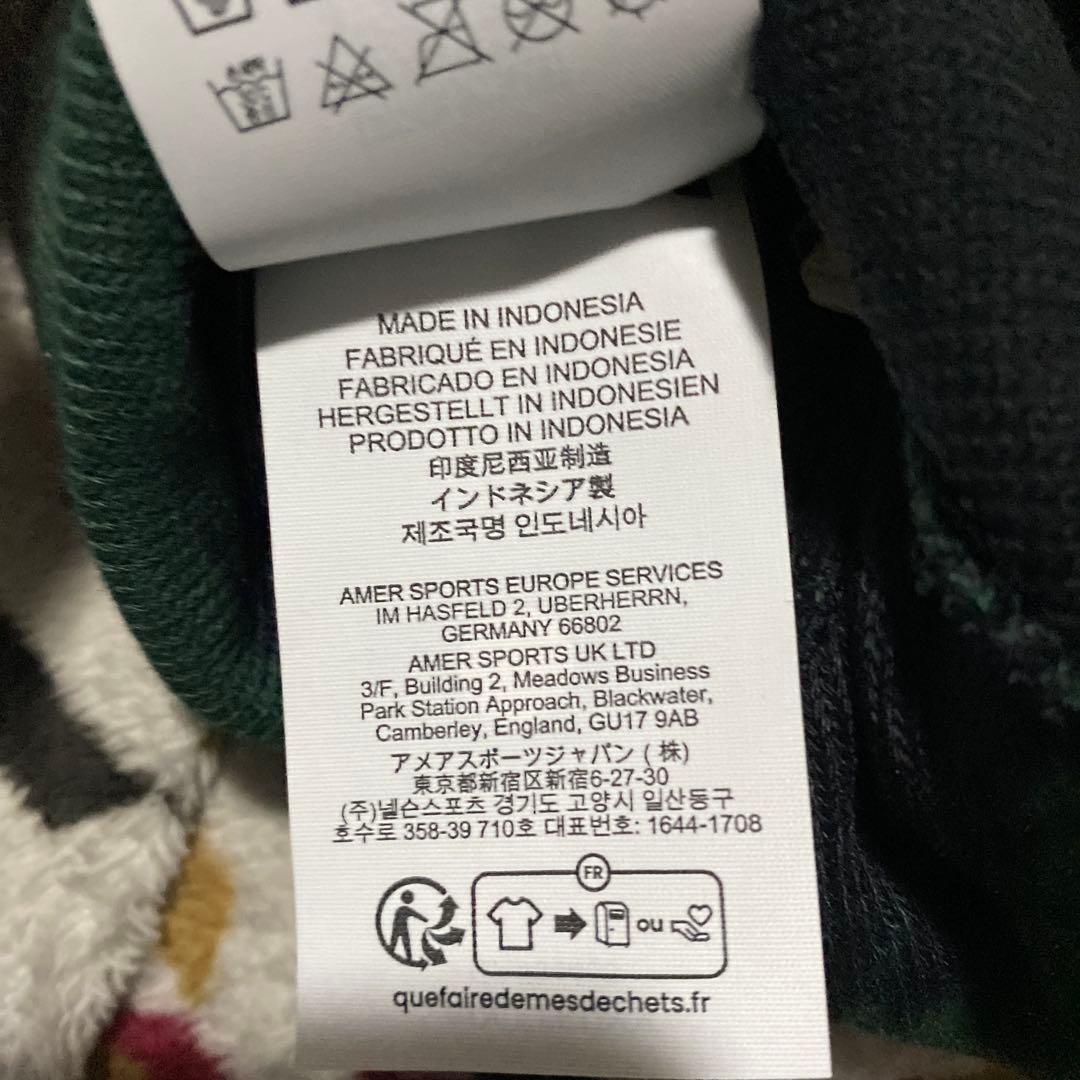 MADE IN INDONESIA
FABRIQUÉ EN INDONESIE
FABRICADO EN INDONESIA
HERGESTELLT IN INDONESIEN
PRODOTTO IN INDONESIA
印度尼西亚制造
インドネシア製
제조국명 인도네시아
AMER SPORTS EUROPE SERVICES
IM HASFELD 2, UBERHERRN,
GERMANY 66802
AMER SPORTS UK LTD
3/F, Building 2, Meadows Business
Park Station Approach, Blackwater,
Camberley, England, GU17 9AB
アメアスポーツジャパン (株)
東京都新宿区新宿6-27-30
(주)넬슨스포츠 경기도 고양시 일산동구
호수로 358-39 710호 대표번호: 1644-1708
FR
ou
quefairedemesdechets.fr